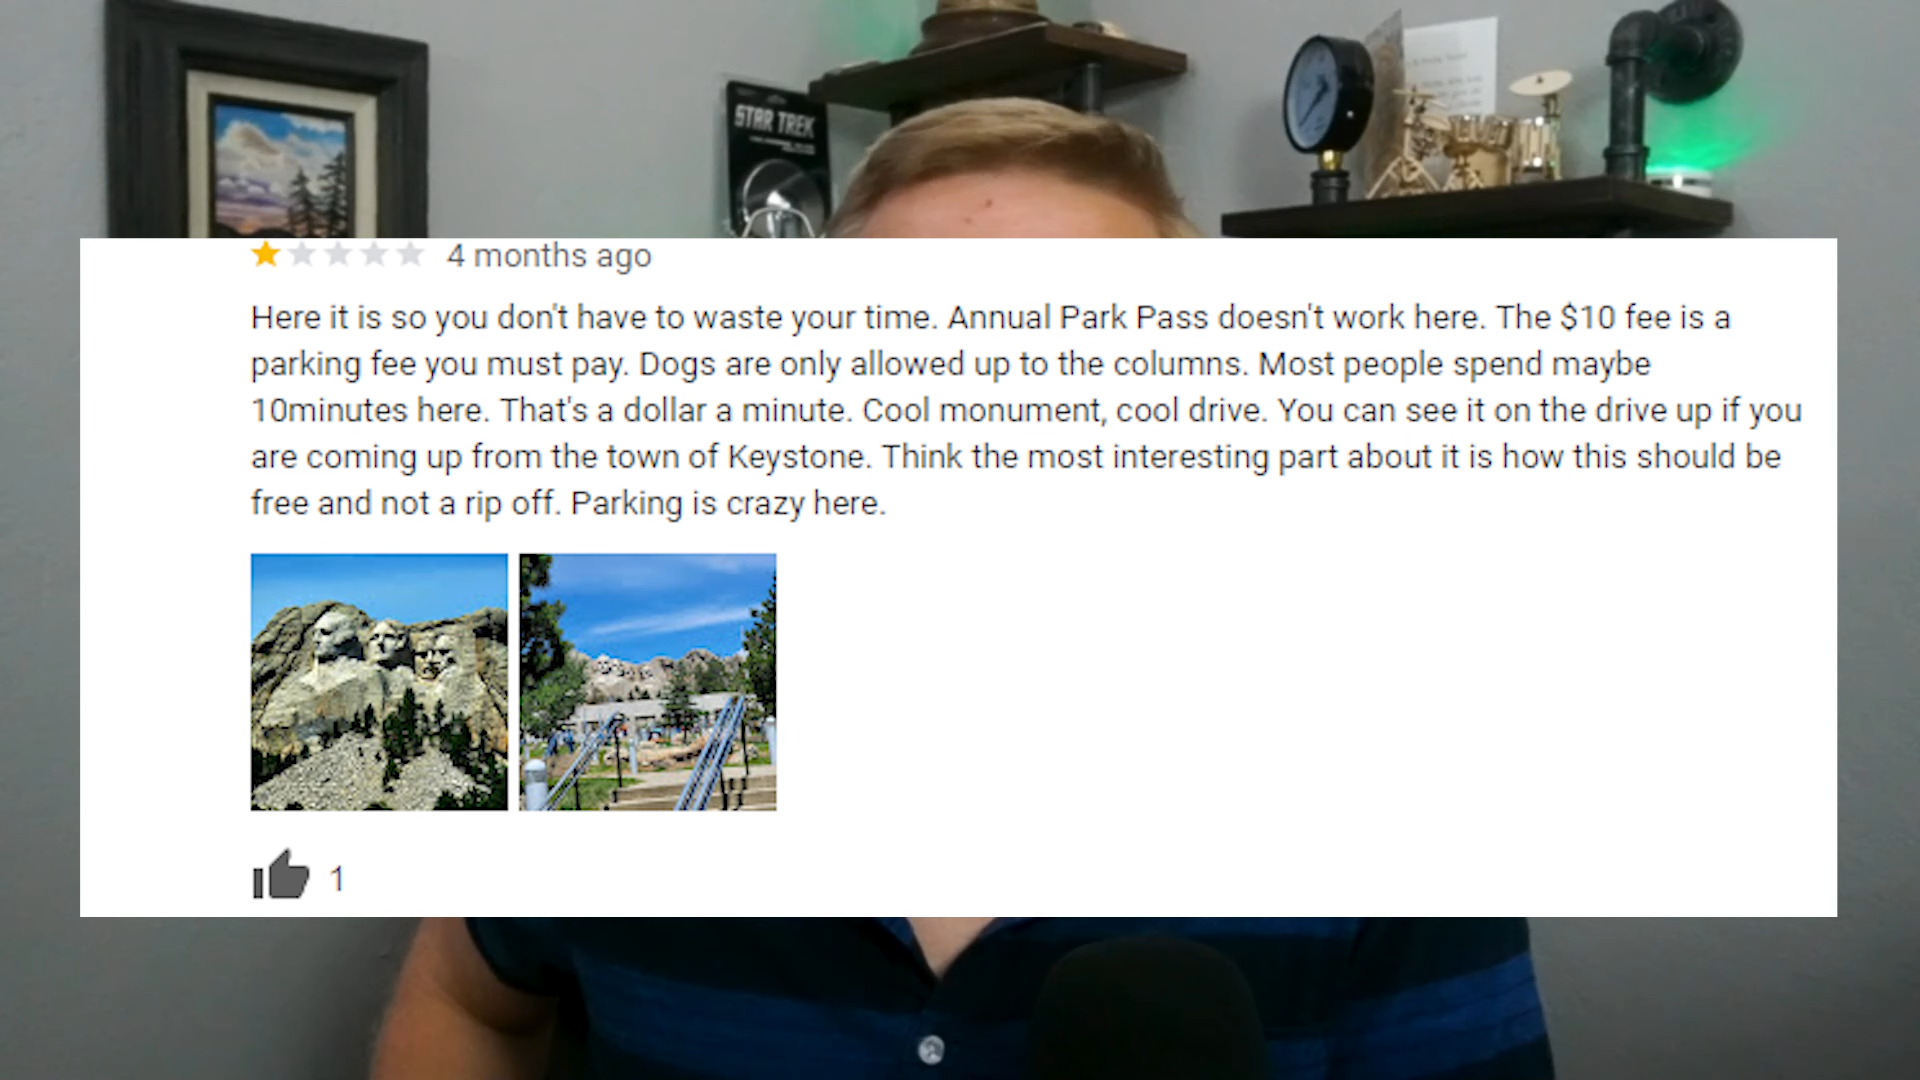 STAR TREK
4 months ago
Here it is so you don't have to waste your time. Annual Park Pass doesn't work here. The $10 fee is a
parking fee you must pay. Dogs are only allowed up to the columns. Most people spend maybe
10minutes here. That's a dollar a minute. Cool monument, cool drive. You can see it on the drive up if you
are coming up from the town of Keystone. Think the most interesting part about it is how this should be
free and not a rip off. Parking is crazy here.
1